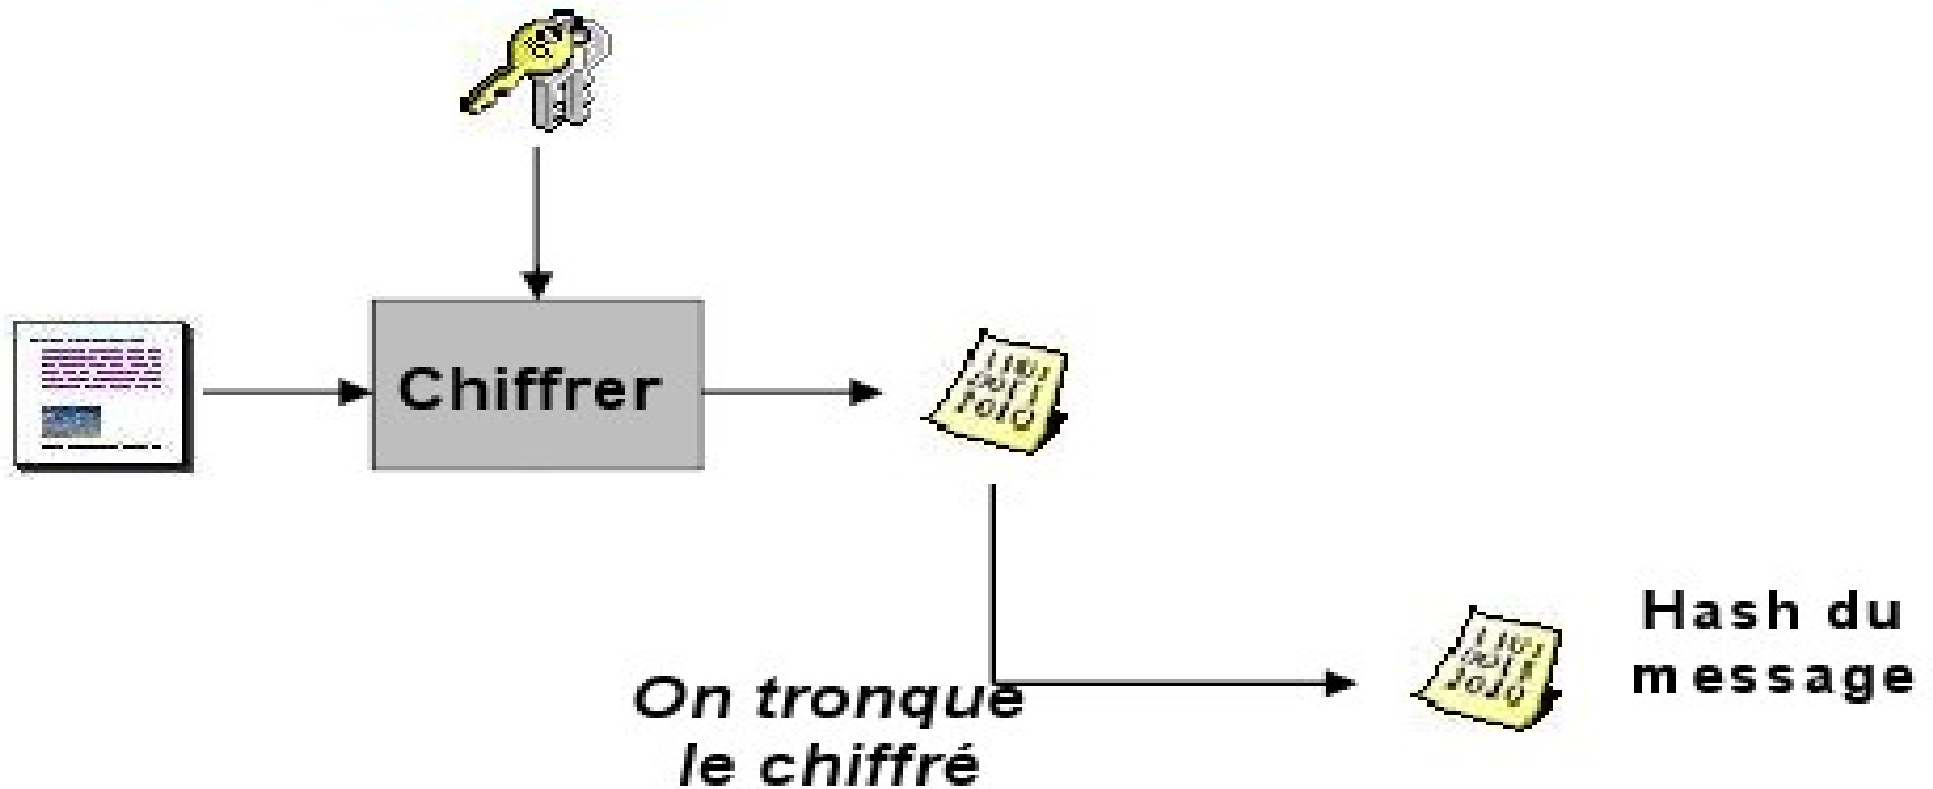 Chiffrer
On tronque
le chiffré
Hash du
message